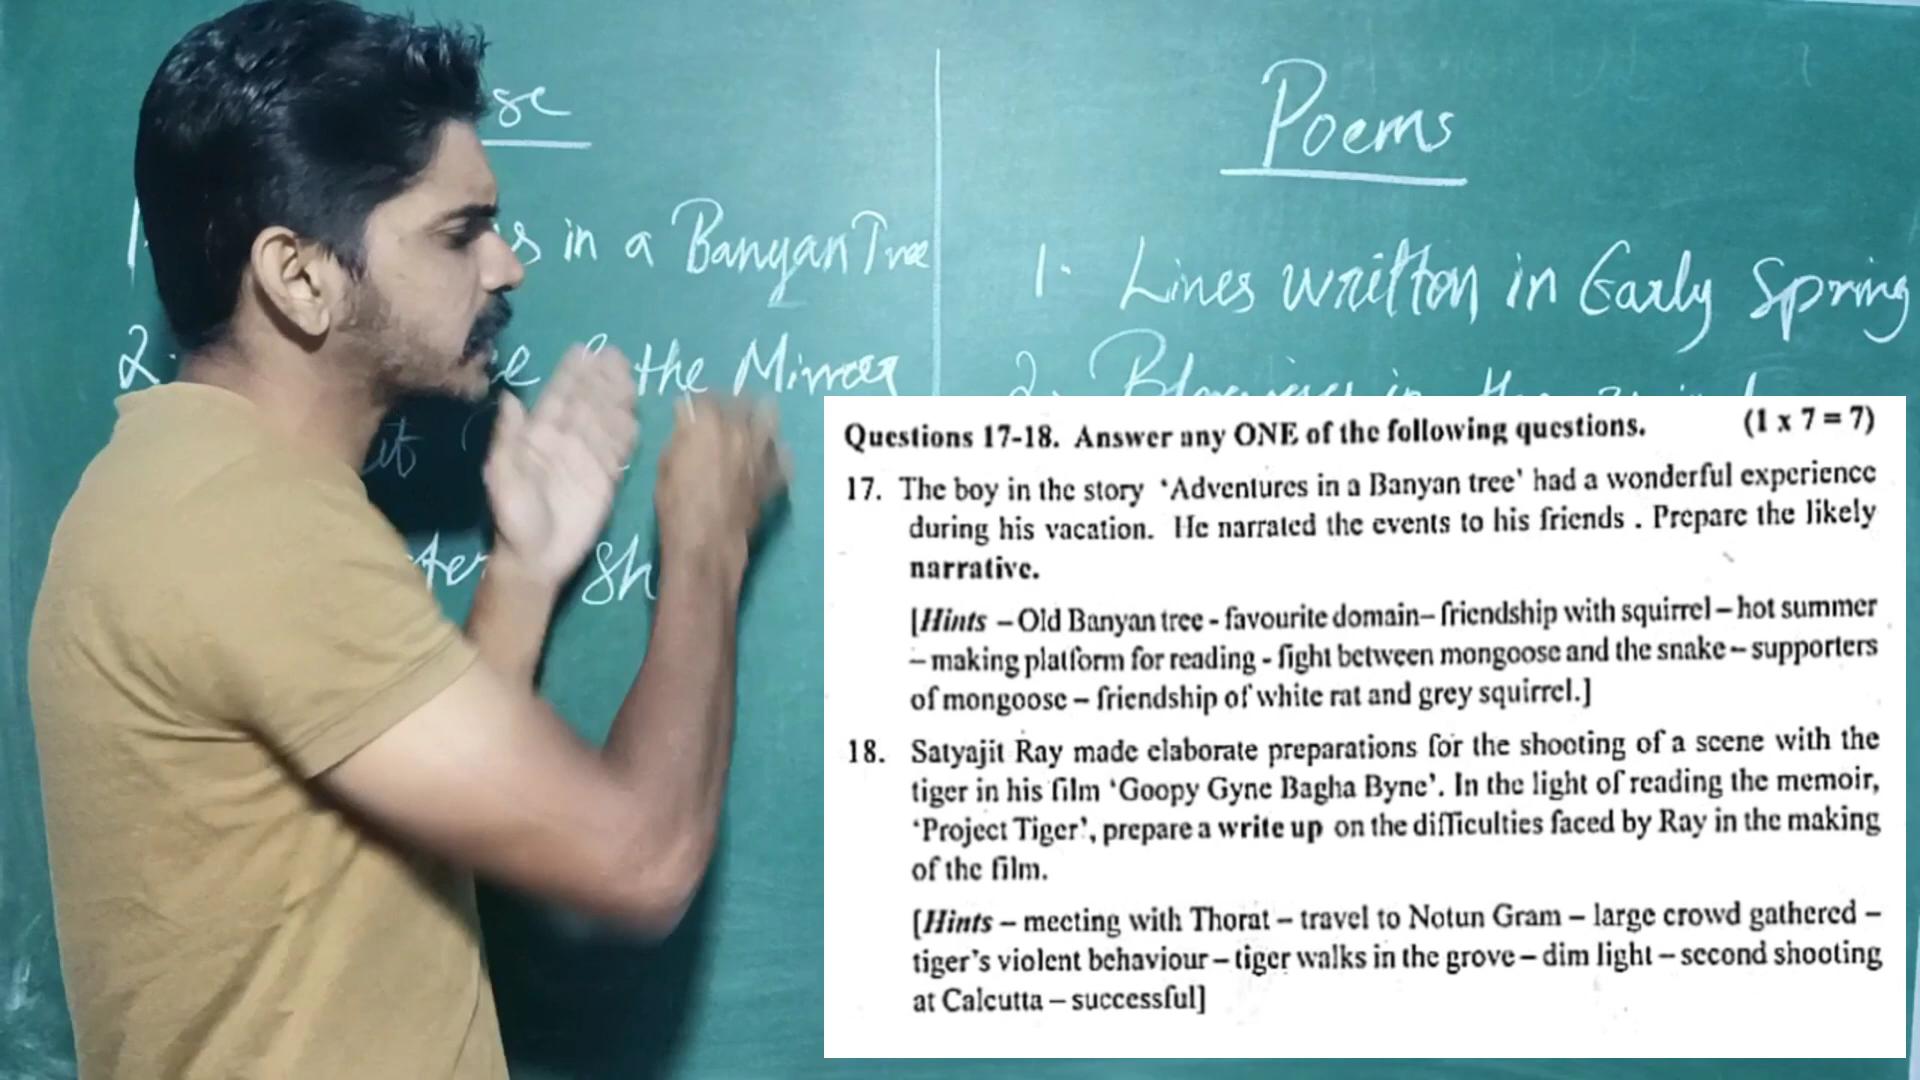 se
Poems
1. s in a Banyan Tree
1. Lines written in Early Spring
2. the Mirror
2. Blowing in the wind
Sh
Questions 17-18. Answer any ONE of the following questions. (1 x 7 = 7)
17. The boy in the story ‘Adventures in a Banyan tree’ had a wonderful experience
during his vacation. He narrated the events to his friends . Prepare the likely
narrative.
[Hints – Old Banyan tree - favourite domain– friendship with squirrel – hot summer
– making platform for reading - fight between mongoose and the snake – supporters
of mongoose – friendship of white rat and grey squirrel.]
18. Satyajit Ray made elaborate preparations for the shooting of a scene with the
tiger in his film ‘Goopy Gyne Bagha Byne’. In the light of reading the memoir,
‘Project Tiger’, prepare a write up on the difficulties faced by Ray in the making
of the film.
[Hints – meeting with Thorat – travel to Notun Gram – large crowd gathered –
tiger’s violent behaviour – tiger walks in the grove – dim light – second shooting
at Calcutta – successful]